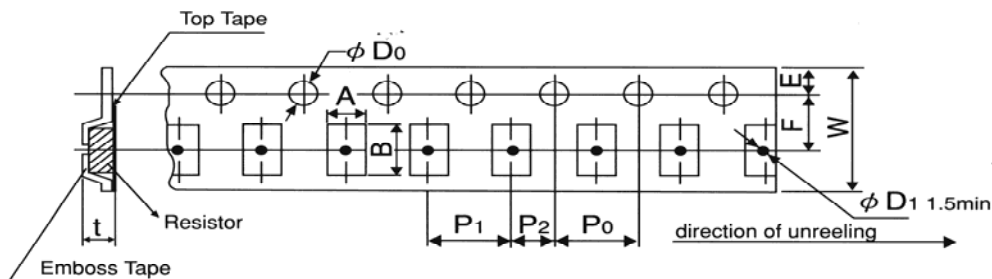 Top Tape
φ D0
A
B
E
F
W
φ D1 1.5min
t
Resistor
P1
P2
P0
direction of unreeling
Emboss Tape